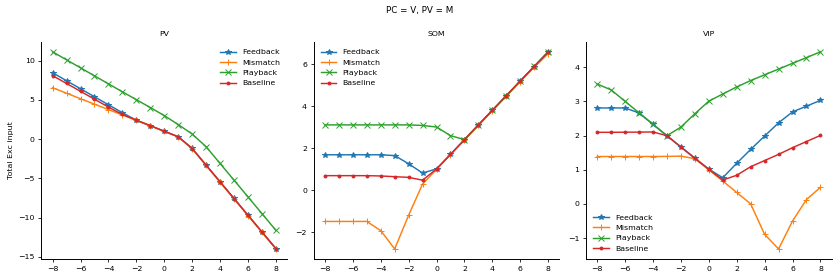 PC = V, PV = M
PV
SOM
VIP
Total Exc input
10
5
0
−5
−10
−15
−8 −6 −4 −2 0 2 4 6 8
Feedback
Mismatch
Playback
Baseline
6
4
2
0
−2
−8 −6 −4 −2 0 2 4 6 8
Feedback
Mismatch
Playback
Baseline
4
3
2
1
0
−1
−8 −6 −4 −2 0 2 4 6 8
Feedback
Mismatch
Playback
Baseline